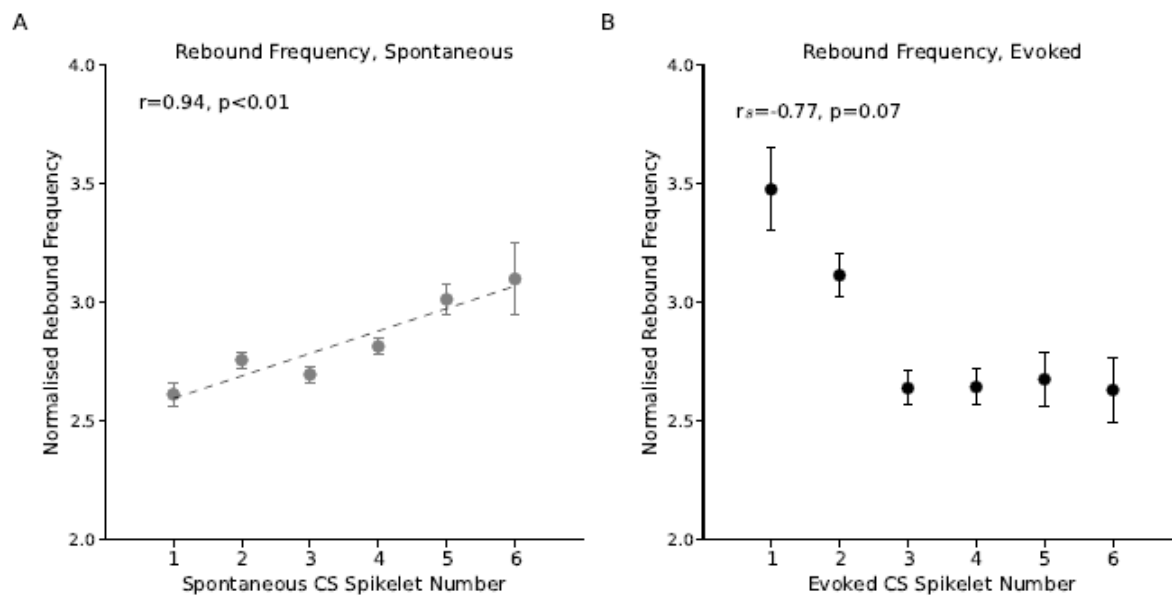 A
Rebound Frequency, Spontaneous
r=0.94, p<0.01
Normalised Rebound Frequency
4.0
3.5
3.0
2.5
2.0
1 2 3 4 5 6
Spontaneous CS Spikelet Number
B
Rebound Frequency, Evoked
rs=-0.77, p=0.07
Normalised Rebound Frequency
4.0
3.5
3.0
2.5
2.0
1 2 3 4 5 6
Evoked CS Spikelet Number